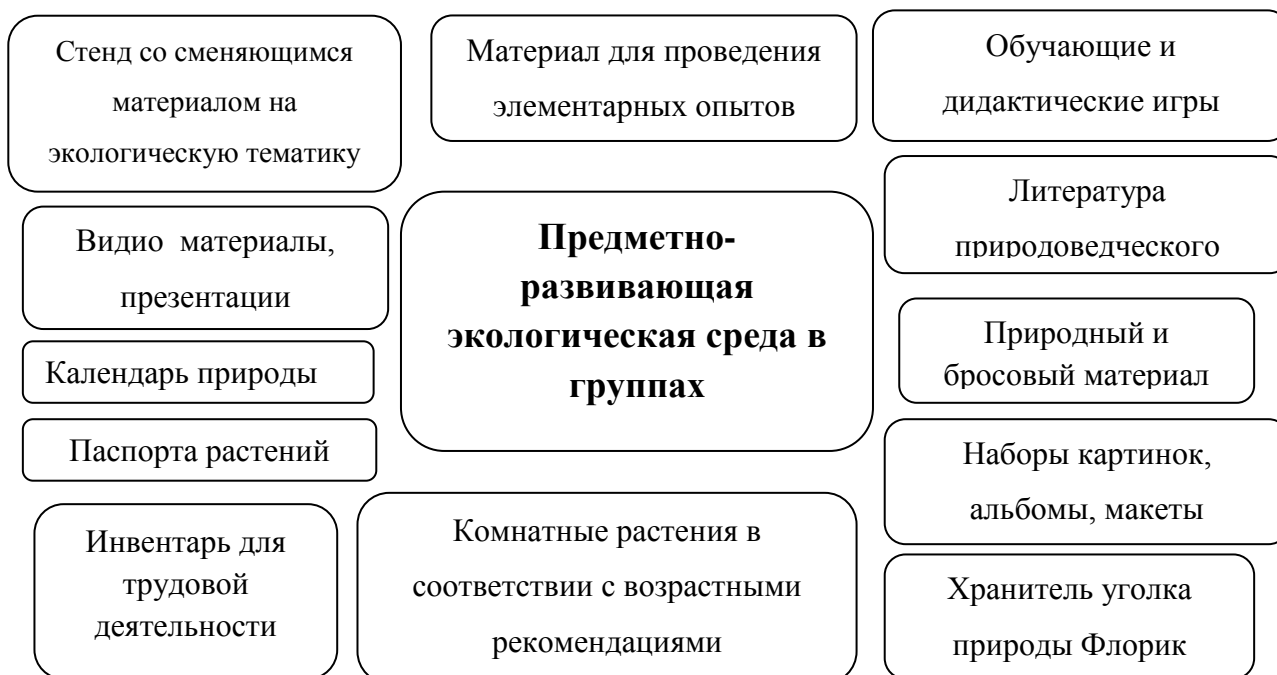 Стенд со сменяющимся
материалом на
экологическую тематику
Материал для проведения
элементарных опытов
Обучающие и
дидактические игры
Видио материалы,
презентации
Предметно-
развивающая
экологическая среда в
группах
Литература
природоведческого
Природный и
бросовый материал
Календарь природы
Паспорта растений
Наборы картинок,
альбомы, макеты
Инвентарь для
трудовой
деятельности
Комнатные растения в
соответствии с возрастными
рекомендациями
Хранитель уголка
природы Флорик